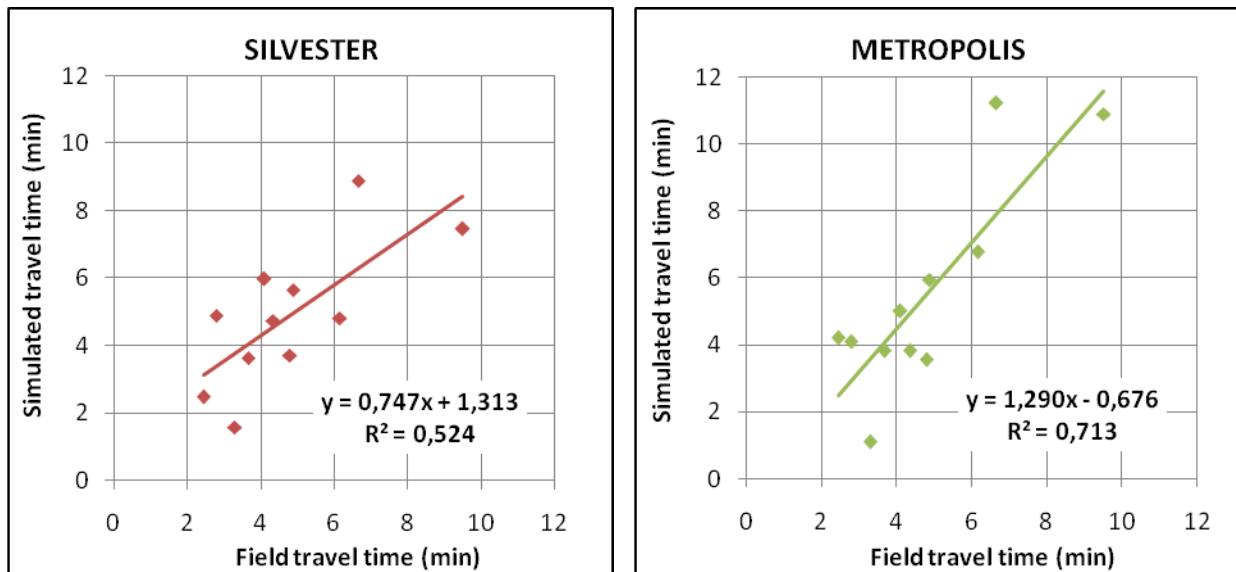 SILVESTER
Simulated travel time (min)
12
10
8
6
4
2
0
y = 0,747x + 1,313
R² = 0,524
0 2 4 6 8 10 12
Field travel time (min)
METROPOLIS
Simulated travel time (min)
12
10
8
6
4
2
0
y = 1,290x - 0,676
R² = 0,713
0 2 4 6 8 10 12
Field travel time (min)